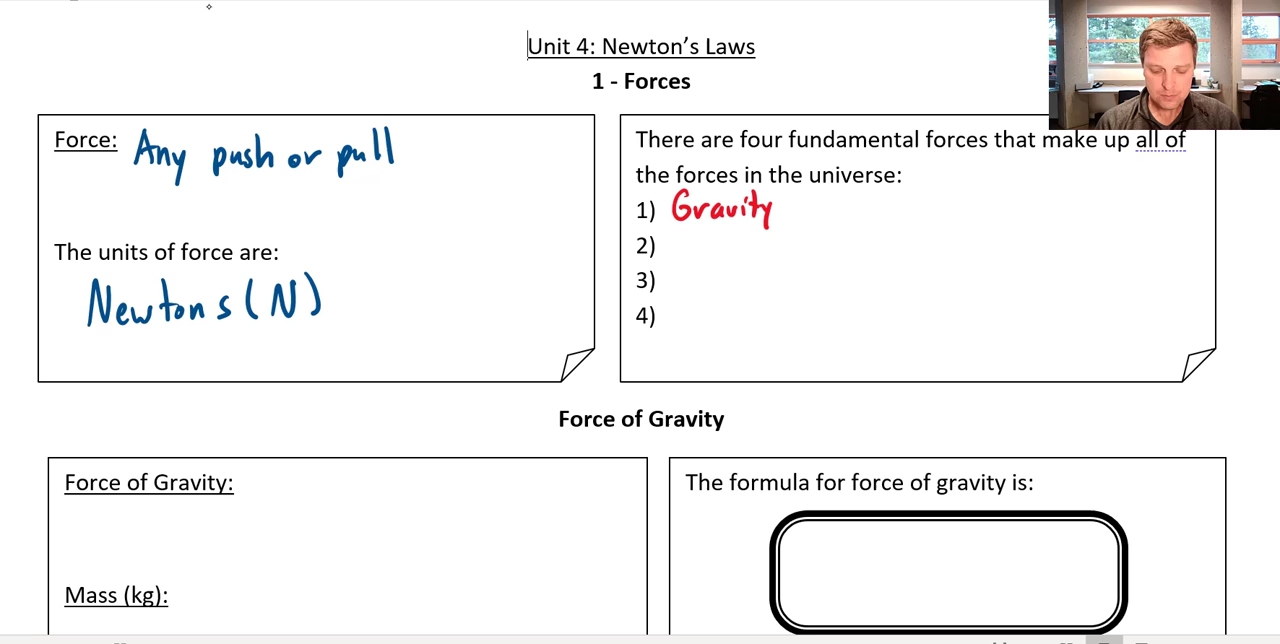 Unit 4: Newton's Laws
1 - Forces
Force: Any push or pull
The units of force are:
Newtons (N)
There are four fundamental forces that make up all of
the forces in the universe:
1) Gravity
2)
3)
4)
Force of Gravity
Force of Gravity:
Mass (kg):
The formula for force of gravity is: